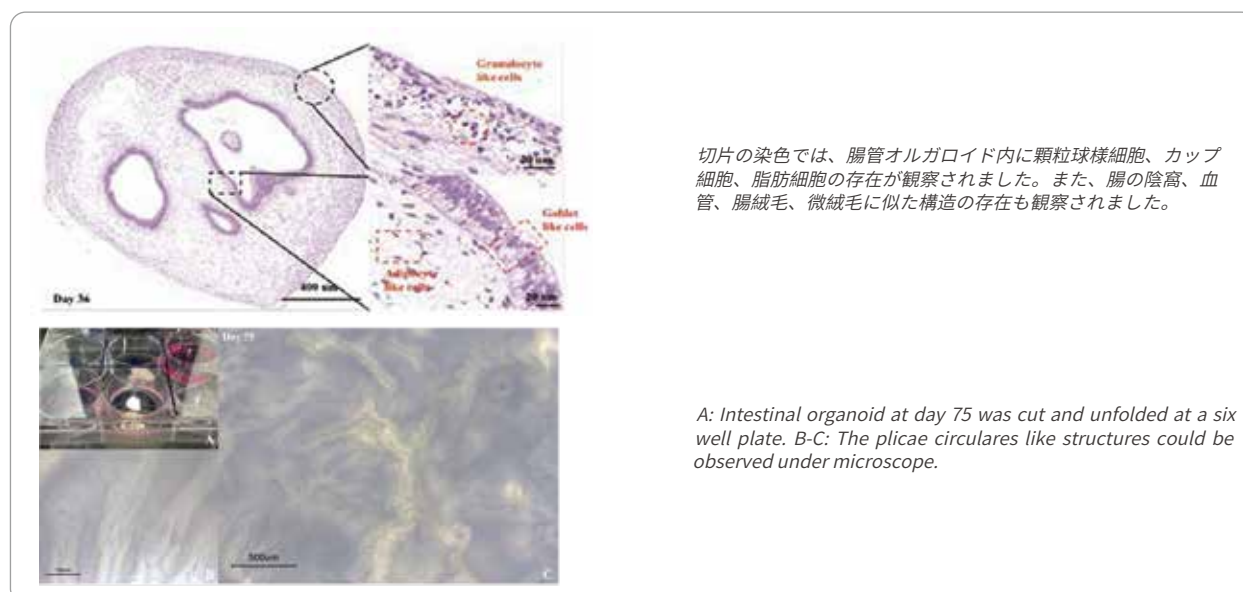 Granulocyte
like cells
20 um
Goblet
like cells
Adipocyte
like cells
20 um
400 um
Day 36
切片の染色では、腸管オルガロイド内に顆粒球様細胞、カップ
細胞、脂肪細胞の存在が観察されました。また、腸の陰窩、血
管、腸絨毛、微絨毛に似た構造の存在も観察されました。
Day 75
A
B
500um
C
A: Intestinal organoid at day 75 was cut and unfolded at a six
well plate. B-C: The plicae circulares like structures could be
observed under microscope.